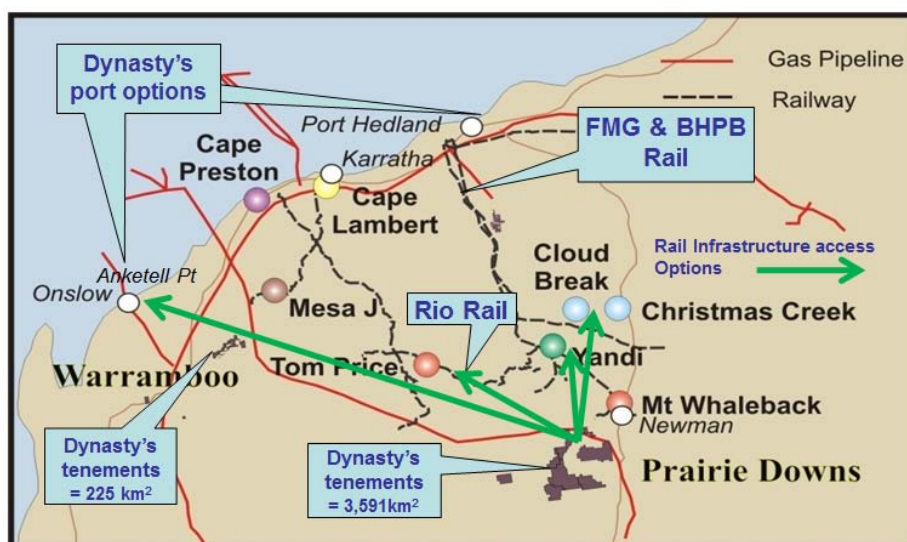 Dynasty's
port options
Gas Pipeline
Railway
Port Hedland
FMG & BHPB
Rail
Cape
Preston
Karratha
Cape
Lambert
Rail Infrastructure access
Options
Cloud
Break
Anketell Pt
Onslow
Mesa J.
Rio Rail
Christmas Creek
Warramboo
Tom Price
Yandi
Mt Whaleback
Newman
Dynasty's
tenements
= 225 km²
Dynasty's
tenements
= 3,591km²
Prairie Downs